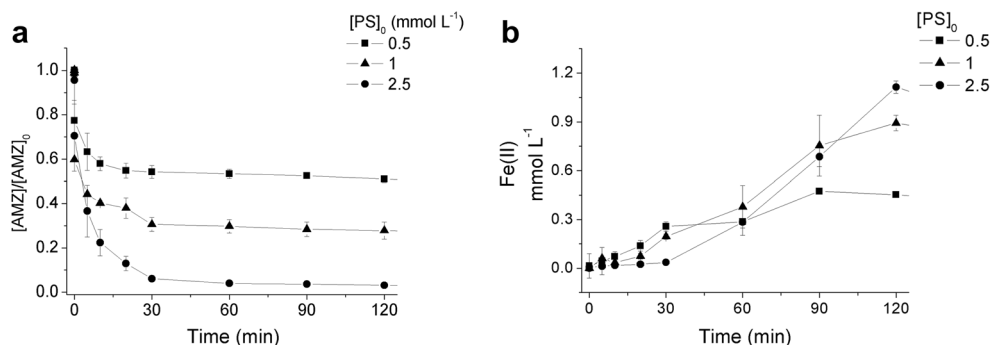 a
[PS]₀ (mmol L⁻¹)
0.5
1
2.5
[AMZ]/[AMZ]₀
1.0
0.8
0.6
0.4
0.2
0.0
0 30 60 90 120
Time (min)
b
[PS]₀
0.5
1
2.5
Fe(II)
mmol L⁻¹
1.2
0.9
0.6
0.3
0.0
0 30 60 90 120
Time (min)